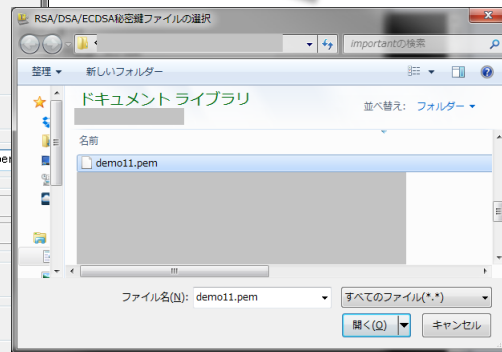 RSA/DSA/ECDSA秘密鍵ファイルの選択
importantの検索
整理 新しいフォルダー
ドキュメント ライブラリ
並べ替え: フォルダー
名前
demo11.pem
ファイル名(N): demo11.pem すべてのファイル(*.*)
開く(O) キャンセル